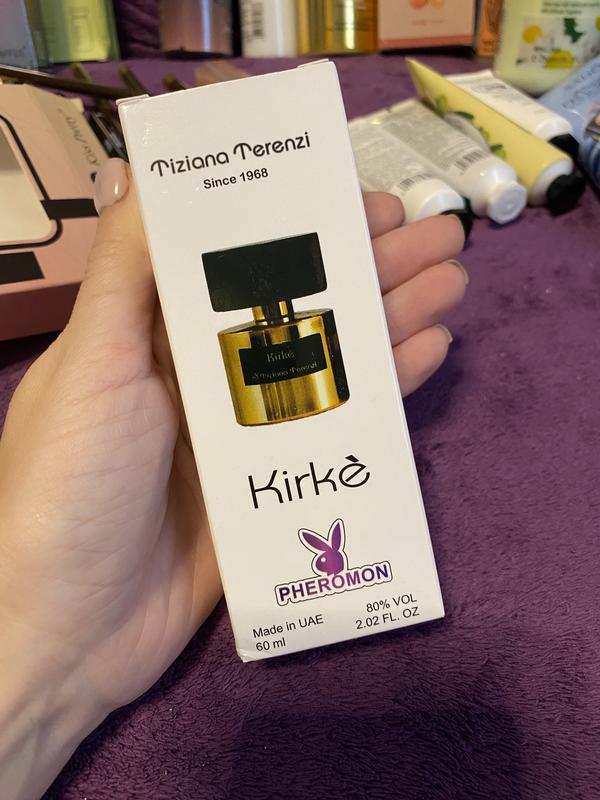 Tiziana Terenzi
Since 1968
Kirkè
Tiziana Terenzi
Kirkè
PHEROMON
Made in UAE
60 ml
80% VOL
2.02 FL. OZ